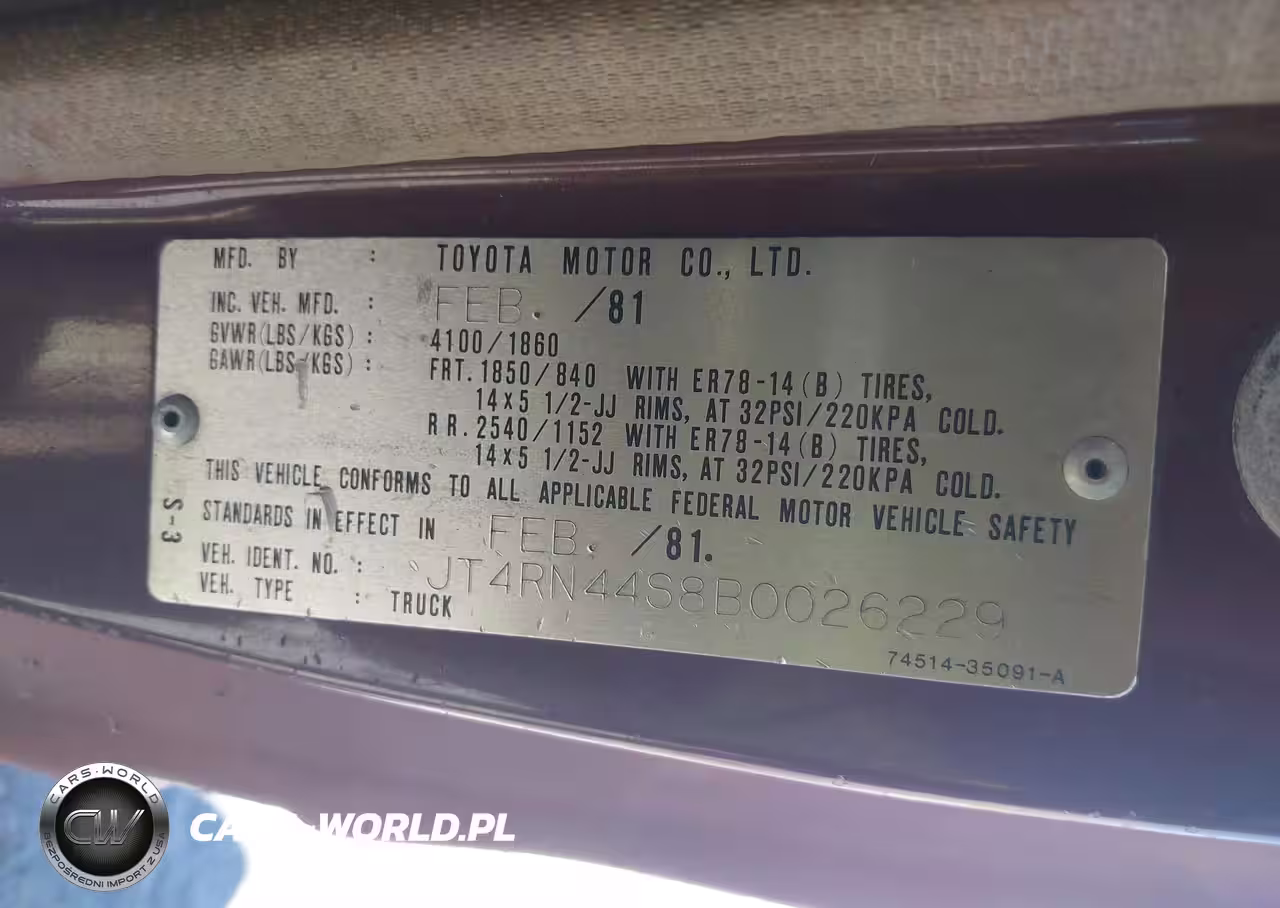 MFD. BY : TOYOTA MOTOR CO., LTD.
INC. VEH. MFD. : FEB. /81
GVWR(LBS/KGS) : 4100/1860
GAWR(LBS/KGS) : FRT. 1850/840 WITH ER78-14(B) TIRES,
14x5 1/2-JJ RIMS, AT 32PSI/220KPA COLD.
RR. 2540/1152 WITH ER78-14(B) TIRES,
14x5 1/2-JJ RIMS, AT 32PSI/220KPA COLD.
THIS VEHICLE CONFORMS TO ALL APPLICABLE FEDERAL MOTOR VEHICLE SAFETY
STANDARDS IN EFFECT IN FEB. /81.
VEH. IDENT. NO. : JT4RN44S8B0026229
VEH. TYPE : TRUCK
S-3
74514-35091-A
CARS-WORLD
CW
BEZPOŚREDNI IMPORT Z USA
CARS-WORLD.PL